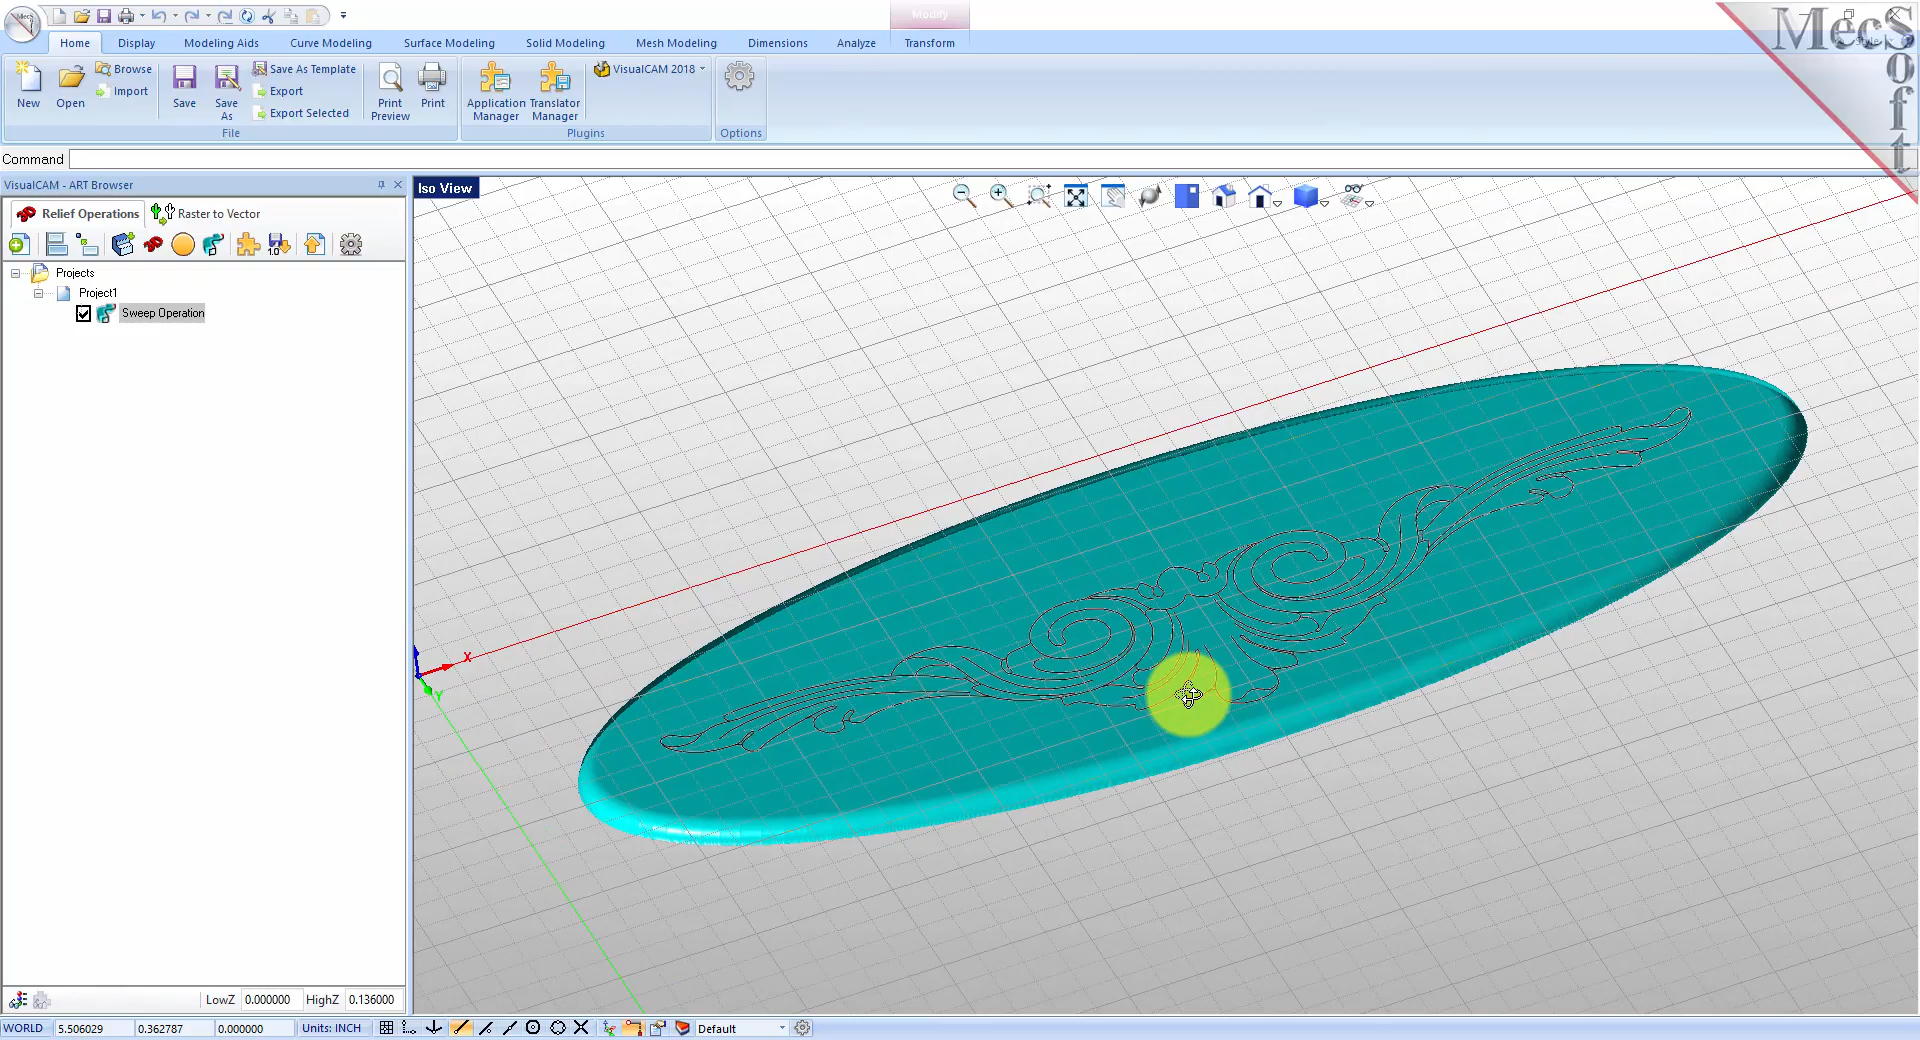 Modify
MecSoft
Home Display Modeling Aids Curve Modeling Surface Modeling Solid Modeling Mesh Modeling Dimensions Analyze Transform
New Open Browse Import Save Save As Save As Template Export Export Selected Print Preview Print Application Manager Translator Manager VisualCAM 2018
File Plugins Options
Command
VisualCAM - ART Browser
Iso View
Relief Operations Raster to Vector
1.0
Projects
Project1
Sweep Operation
X
Y
LowZ 0.000000 HighZ 0.136000
WORLD 5.506029 0.362787 0.000000 Units: INCH Default